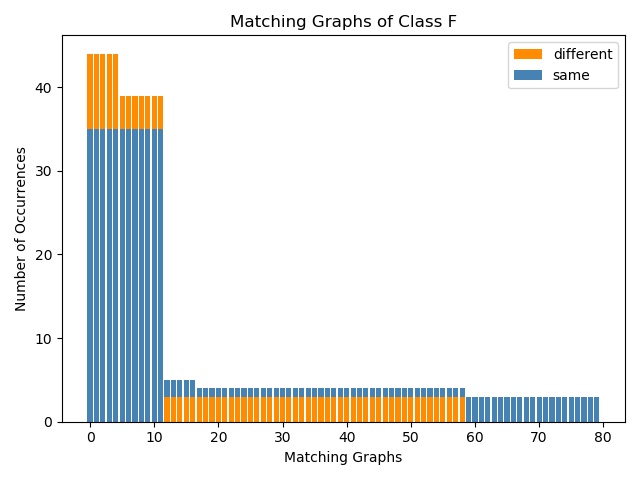 Matching Graphs of Class F
different
same
Number of Occurrences
40
30
20
10
0
0 10 20 30 40 50 60 70 80
Matching Graphs